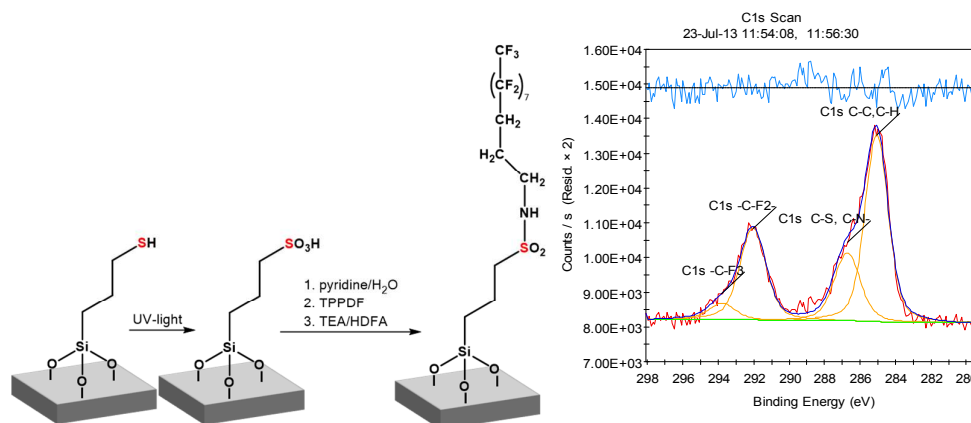 SH
Si
O
O
O
UV-light
SO3H
Si
O
O
O
1. pyridine/H2O
2. TPPDF
3. TEA/HDFA
CF3
(CF2)7
CH2
H2C
CH2
NH
SO2
Si
O
O
O
C1s Scan
23-Jul-13 11:54:08, 11:56:30
Counts / s (Resid. × 2)
1.60E+04
1.50E+04
1.40E+04
1.30E+04
1.10E+04
1.00E+04
9.00E+03
8.00E+03
7.00E+03
C1s C-C,C-H
C1s -C-F2-
C1s C-S, C-N-
C1s -C-F3
298 296 294 292 290 288 286 284 282 280
Binding Energy (eV)